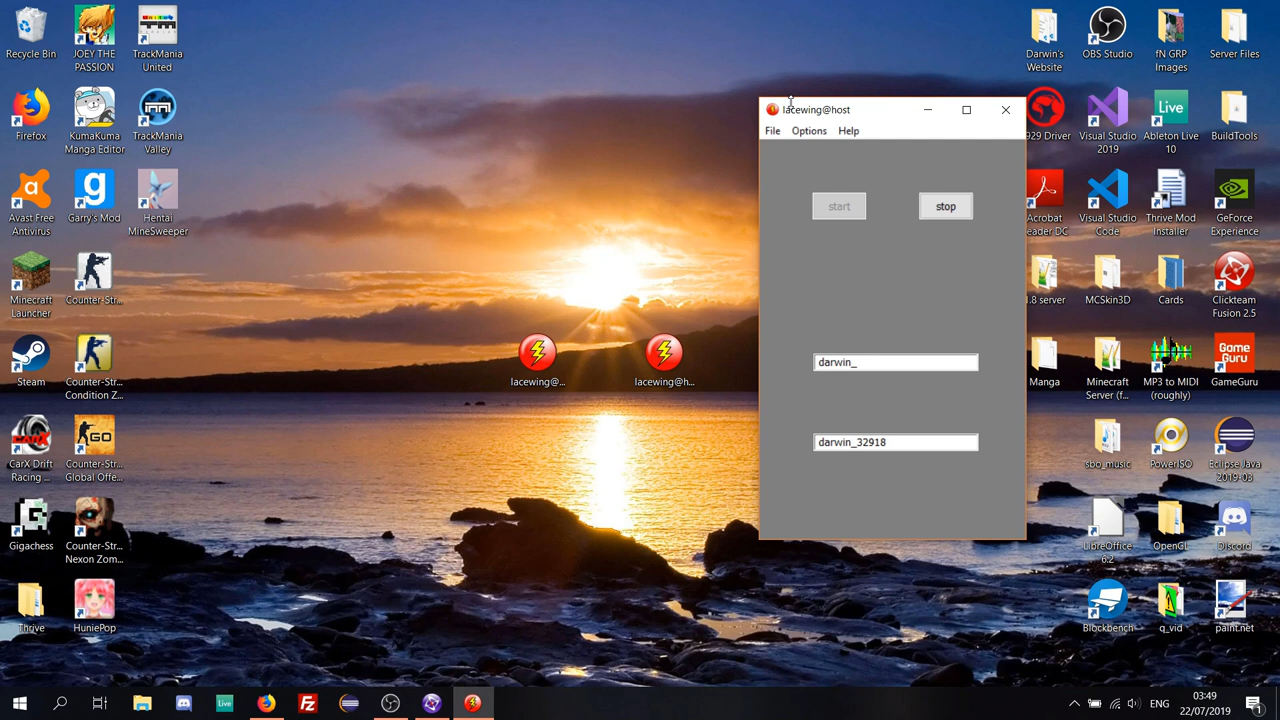 Recycle Bin
JOEY THE
PASSION
TrackMania
United
Firefox
KumaKuma
Manga Editor
TrackMania
Valley
Avast Free
Antivirus
Garry's Mod
Hentai
MineSweeper
Minecraft
Launcher
Counter-Str...
Steam
Counter-Str...
Condition Z...
CarX Drift
Racing ...
Counter-Str...
Global Offe...
Gigachess
Counter-Str...
Nexon Zom...
Thrive
HuniePop
lacewing@...
lacewing@h...
lacewing@host
File Options Help
start
stop
darwin_
darwin_32918
Darwin's
Website
OBS Studio
fN GRP
Images
Server Files
929 Driver
Visual Studio
2019
Live
Ableton Live
10
BuildTools
Acrobat
eader DC
Visual Studio
Code
Thrive Mod
Installer
GeForce
Experience
1.8 server
MCSkin3D
Cards
Clickteam
Fusion 2.5
Manga
Minecraft
Server (f...
MP3 to MIDI
(roughly)
Game
Guru
GameGuru
sbo_music
PowerISO
Eclipse Java
2019-03
LibreOffice
6.2
OpenGL
Discord
Blockbench
q_vid
paint.net
Live
ENG
03:49
22/07/2019